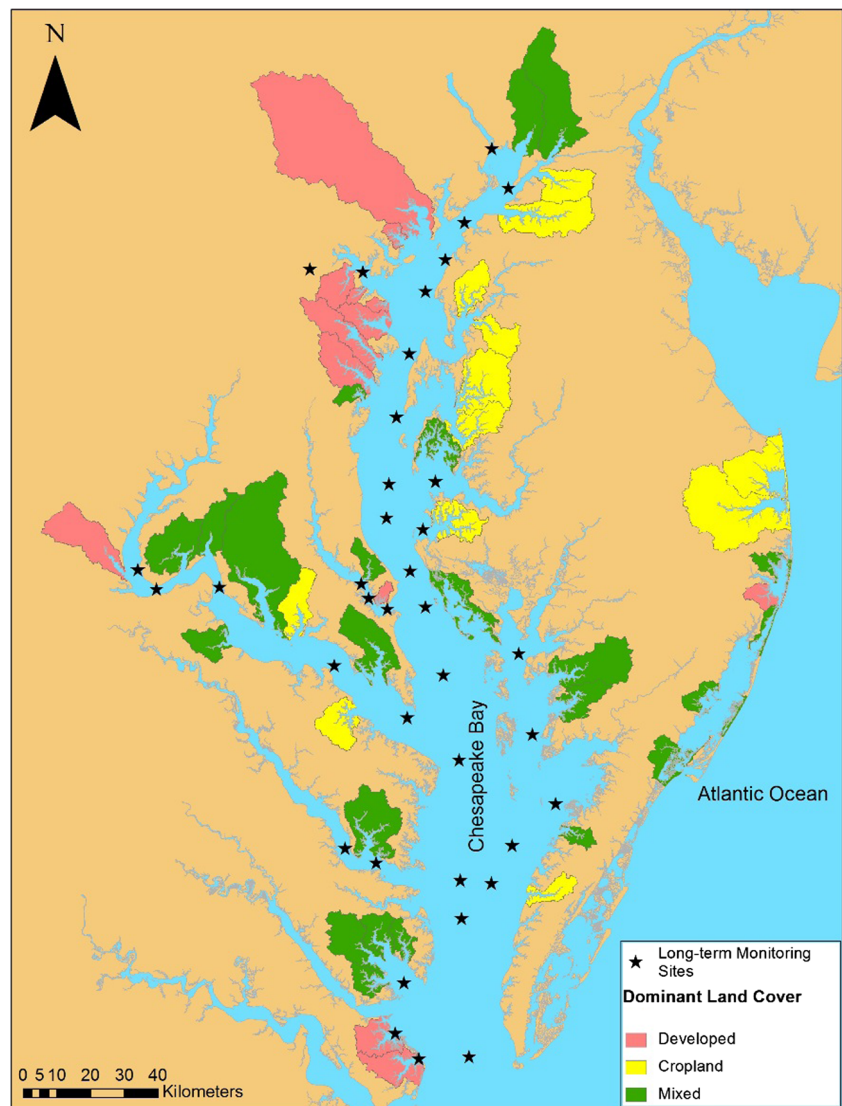 N
Chesapeake Bay
Atlantic Ocean
Long-term Monitoring
Sites
Dominant Land Cover
Developed
Cropland
Mixed
0 5 10 20 30 40
Kilometers